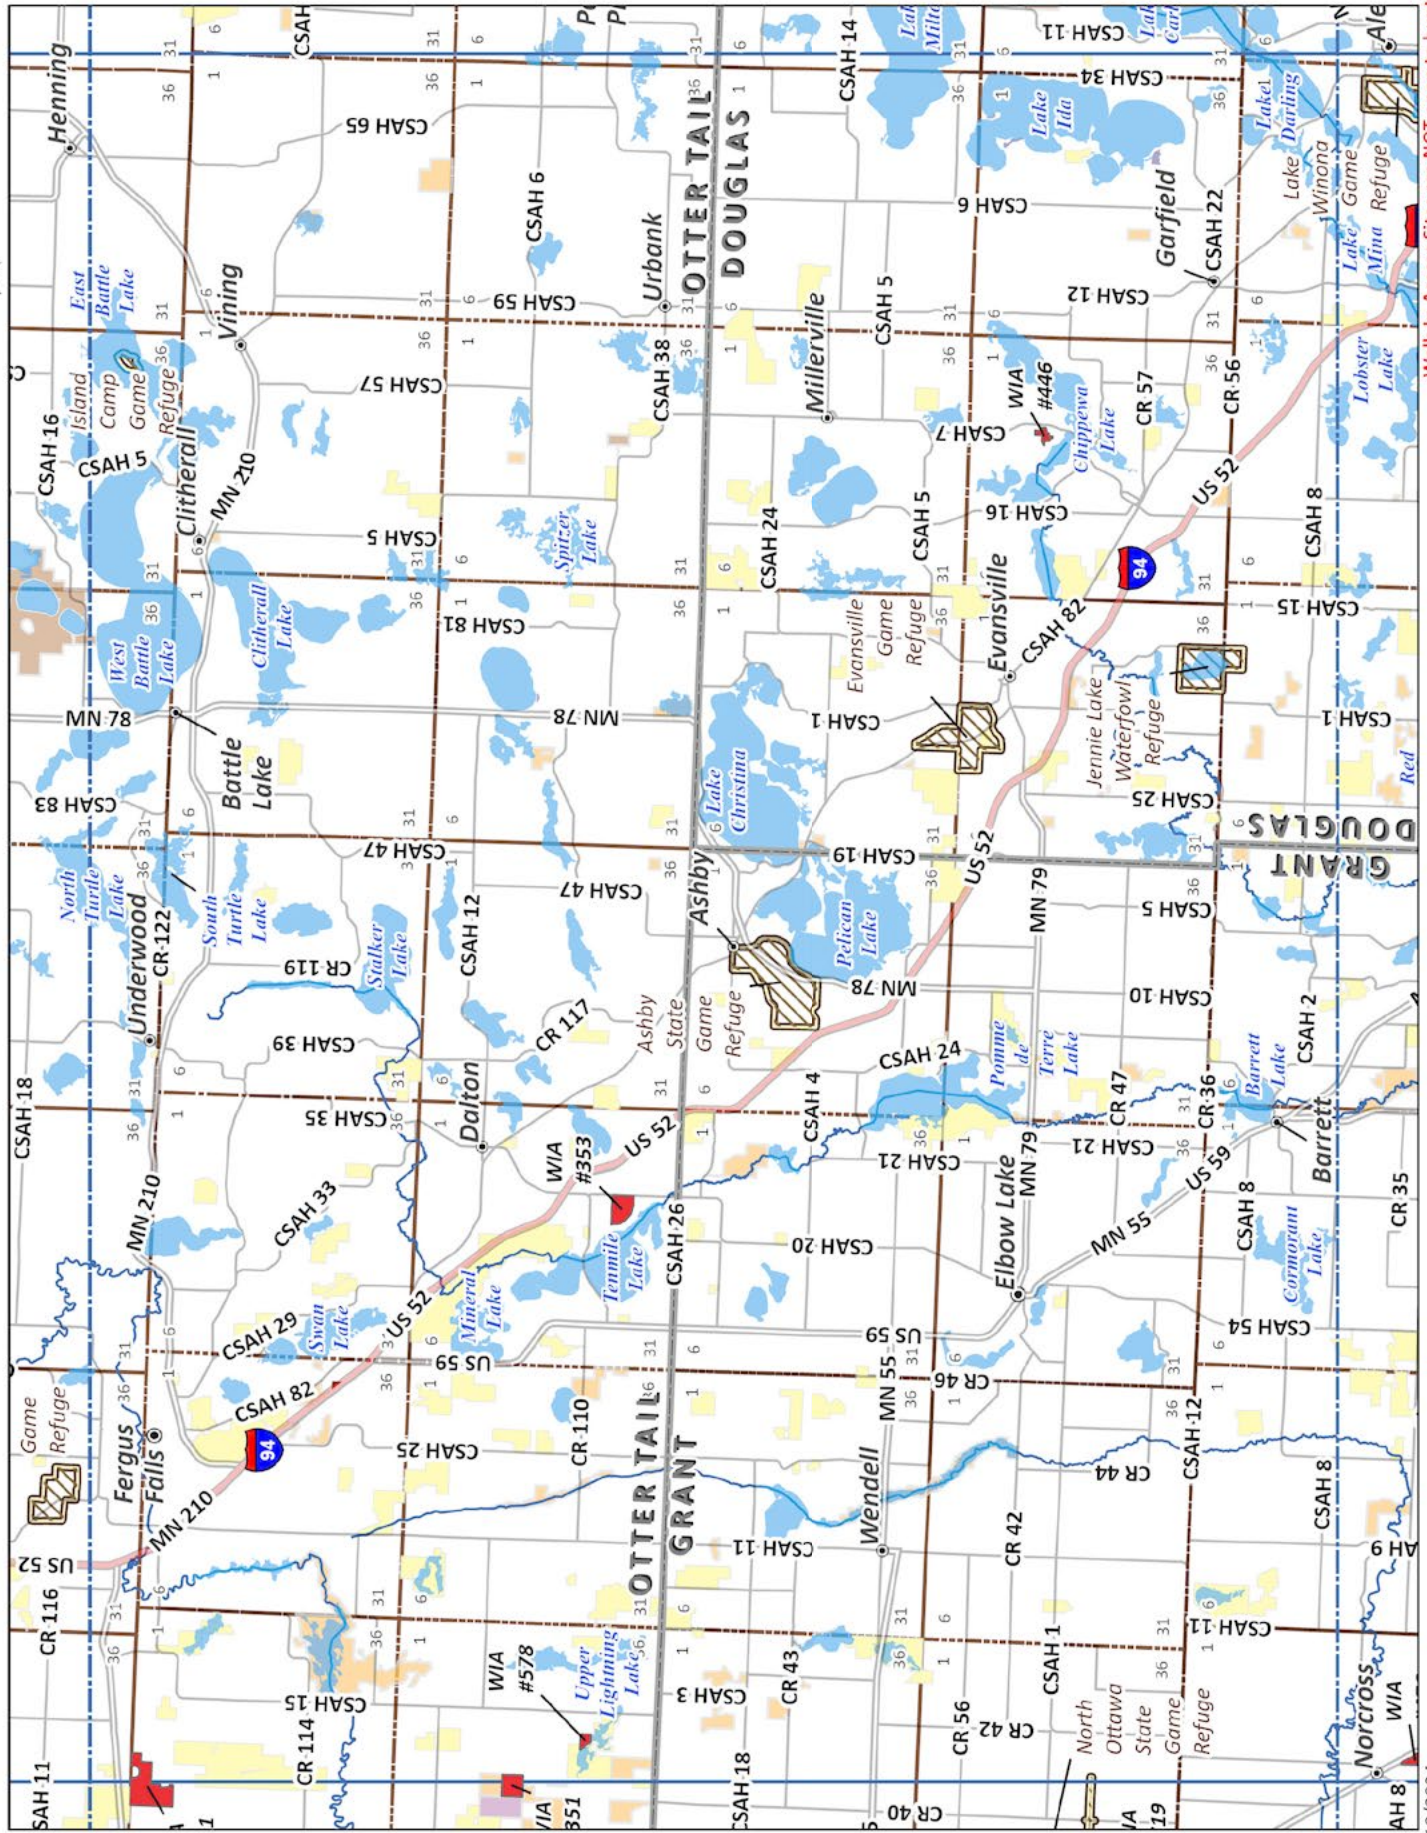 Henning
CSAH 16
CSAH 5
Island
Camp
Game
Refuge
East
Battle
Lake
Vining
Clitherall
MN 210
CSAH 65
CSAH 6
CSAH 59
CSAH 57
CSAH 5
CSAH 38
Urbank
OTTER TAIL
DOUGLAS
CSAH 14
CSAH 11
CSAH 34
Lake
Ida
CSAH 6
Garfield
CSAH 22
CSAH 12
Lake
Darling
Lake
Winona
Game
Refuge
Lake
Mina
Lobster
Lake
Millerville
CSAH 5
CSAH 24
CSAH 5
CSAH 7
WIA
#446
Chippewa
Lake
CR 57
CR 56
CSAH 16
US 52
94
CSAH 8
CSAH 15
West
Battle
Lake
Clitherall
Lake
Spitzer
Lake
CSAH 81
MN 78
MN 78
Battle
Lake
CSAH 83
North
Turtle
Lake
South
Turtle
Lake
Underwood
CR 122
CSAH 47
CSAH 47
CSAH 12
Stalker
Lake
CR 119
CSAH 39
CR 117
CSAH 18
CSAH 35
Dalton
Lake
Christina
Evansville
Game
Refuge
Evansville
CSAH 82
CSAH 1
Jennie Lake
Waterfowl
Refuge
CSAH 1
CSAH 25
Red
DOUGLAS
GRANT
CSAH 19
US 52
MN 79
Ashby
Pelican
Lake
Ashby
State
Game
Refuge
MN 78
CSAH 5
CSAH 10
CSAH 24
Pomme
de
Terre
Lake
CSAH 2
Barrett
Lake
Barrett
CR 36
CR 47
CSAH 4
CSAH 21
CSAH 21
MN 79
US 59
WIA
#353
US 52
MN 210
CSAH 33
CSAH 29
Swan
Lake
US 52
Mineral
Lake
Tenmile
Lake
CSAH 26
CSAH 20
Elbow Lake
MN 55
CSAH 8
CR 35
Cormorant
Lake
CSAH 54
US 59
US 59
MN 55
CR 46
CSAH 12
Game
Refuge
Fergus
Falls
CSAH 82
94
MN 210
US 52
CSAH 25
CR 110
OTTER TAIL
GRANT
Wendell
CSAH 11
CR 42
CR 44
CSAH 8
CR 116
CSAH 15
CR 114
WIA
#578
Upper
Lightning
Lake
CSAH 3
CR 43
CSAH 1
CSAH 11
CR 56
CR 42
North
Ottawa
State
Game
Refuge
CR 40
Norcross
WIA